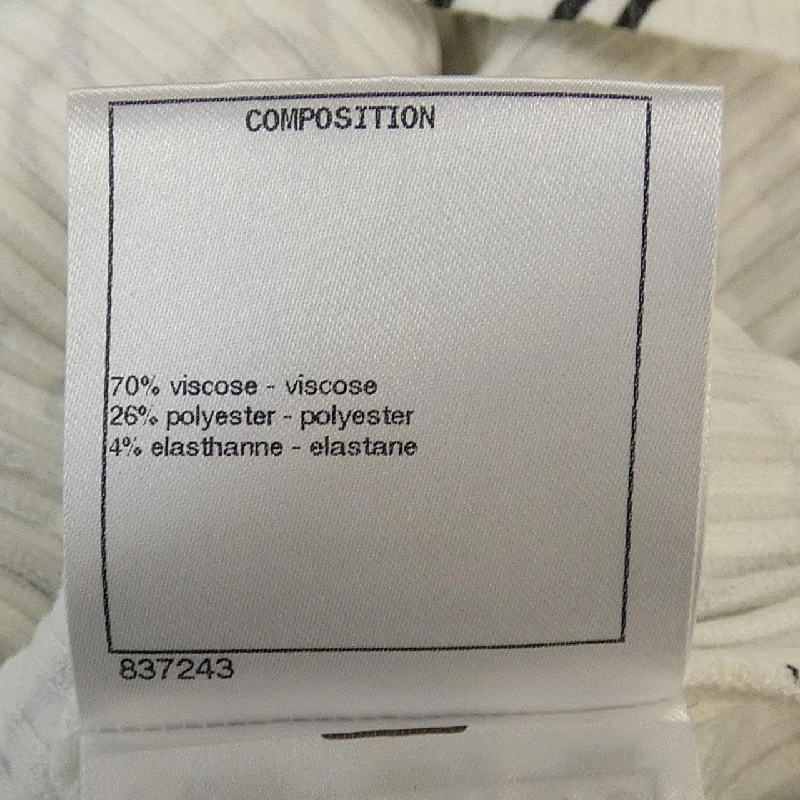 COMPOSITION
70% viscose - viscose
26% polyester - polyester
4% elasthanne - elastane
837243